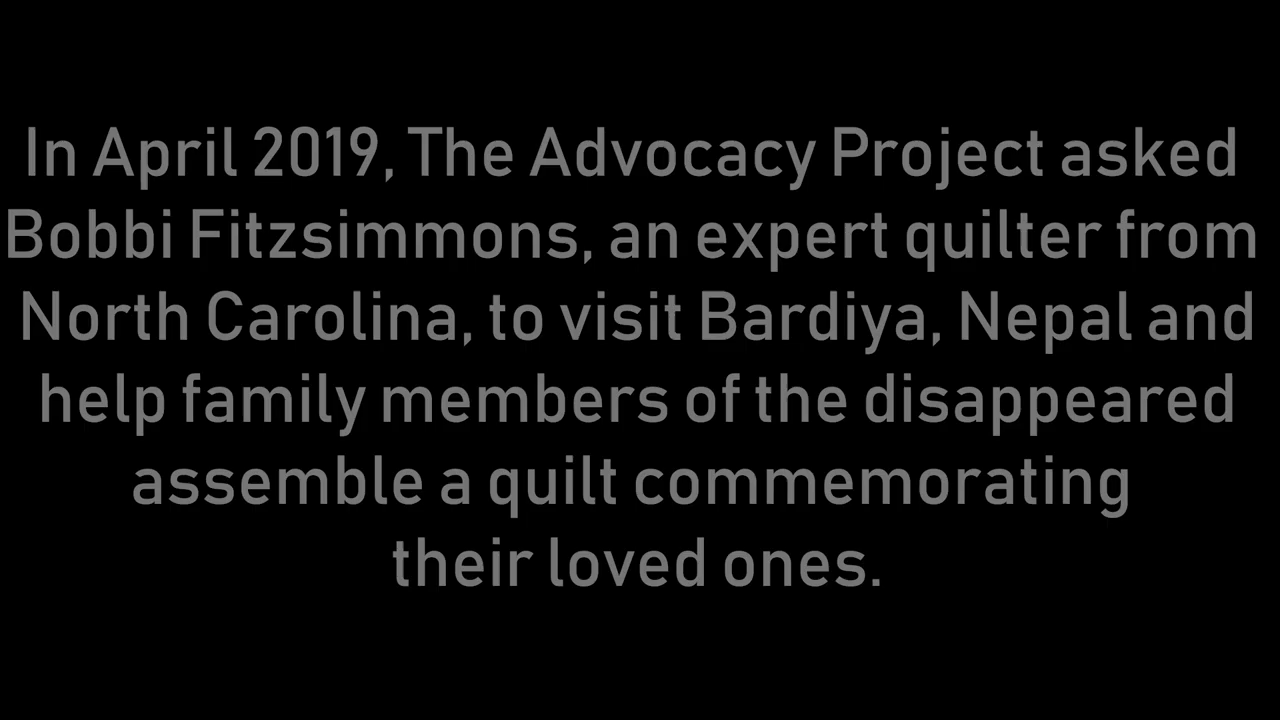 In April 2019, The Advocacy Project asked
Bobbi Fitzsimmons, an expert quilter from
North Carolina, to visit Bardiya, Nepal and
help family members of the disappeared
assemble a quilt commemorating
their loved ones.